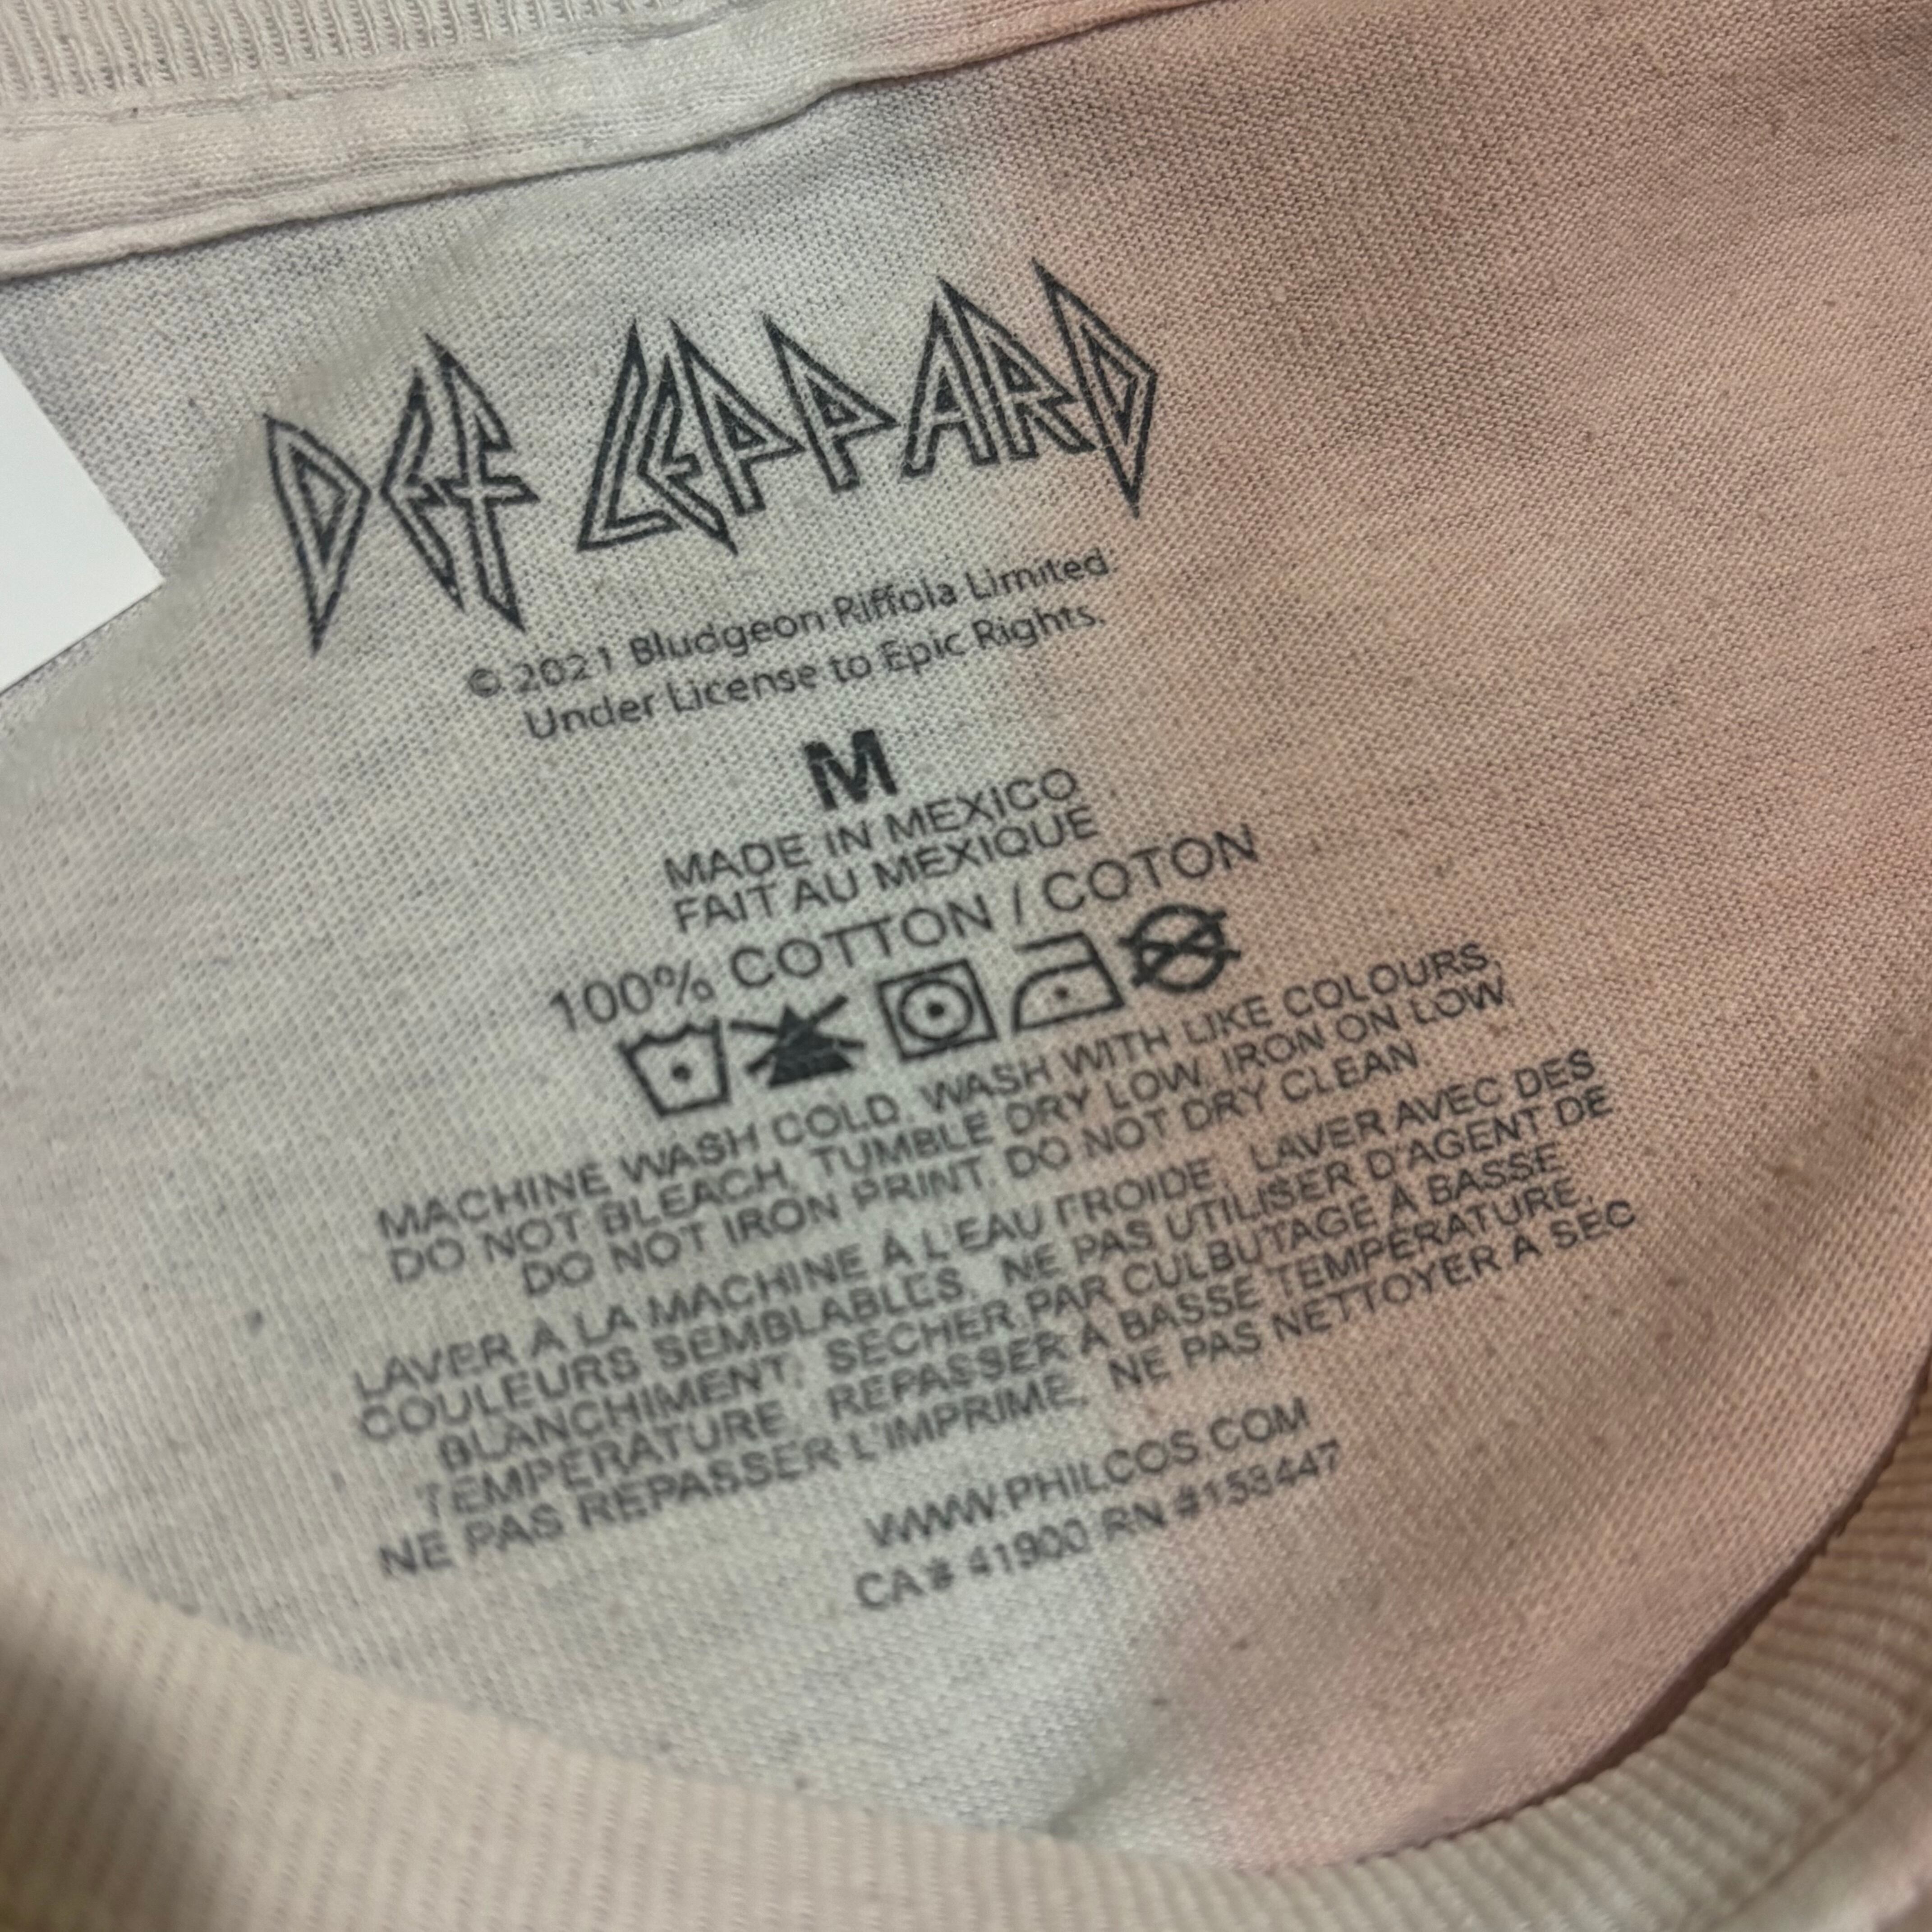 DEF LEPPARD
© 2021 Bludgeon Riffola Limited.
Under License to Epic Rights.
M
MADE IN MEXICO
FAIT AU MEXIQUE
100% COTTON / COTON
MACHINE WASH COLD. WASH WITH LIKE COLOURS.
DO NOT BLEACH. TUMBLE DRY LOW. IRON ON LOW.
DO NOT IRON PRINT. DO NOT DRY CLEAN
LAVER A LA MACHINE À L'EAU FROIDE. LAVER AVEC DES
COULEURS SEMBLABLES. NE PAS UTILISER D'AGENT DE
BLANCHIMENT. SÉCHER PAR CULBUTAGE À BASSE
TEMPÉRATURE. REPASSER À BASSE TEMPÉRATURE.
NE PAS REPASSER L'IMPRIME. NE PAS NETTOYER A SEC
WWW.PHILCOS.COM
CA# 41900 RN #153447